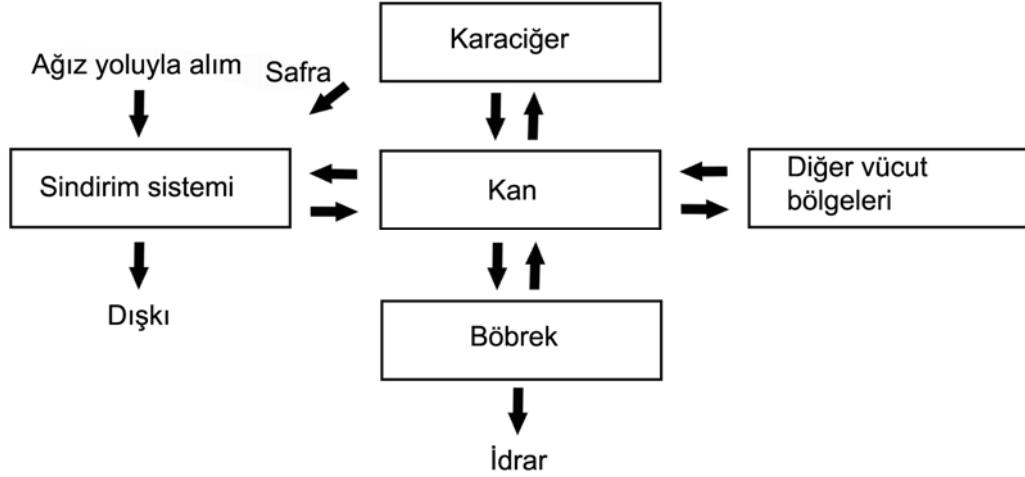 Karaciğer
Ağız yoluyla alım
Safra
Sindirim sistemi
Kan
Diğer vücut
bölgeleri
Dışkı
Böbrek
İdrar